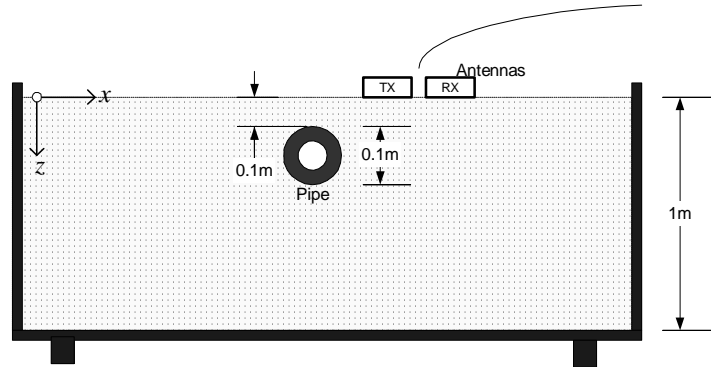 Antennas
TX
RX
x
z
0.1m
0.1m
Pipe
1m